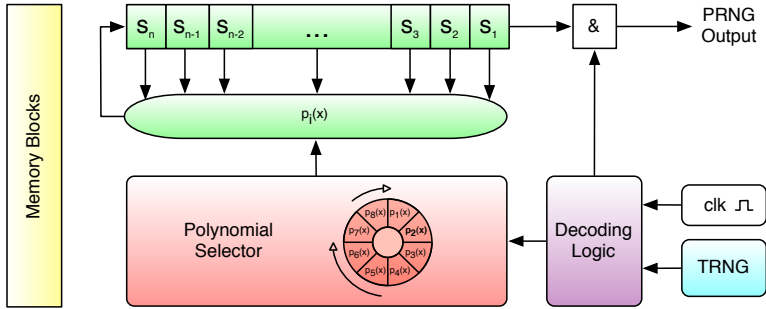 Memory Blocks
Sn Sn-1 Sn-2 ... S3 S2 S1
&
PRNG
Output
pi(x)
Polynomial
Selector
p8(x) p1(x)
p7(x) p2(x)
p6(x) p3(x)
p5(x) p4(x)
Decoding
Logic
clk
TRNG